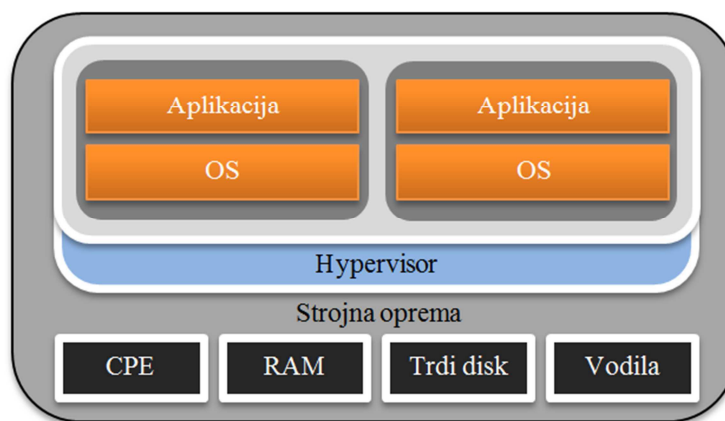 Aplikacija Aplikacija
OS OS
Hypervisor
Strojna oprema
CPE RAM Trdi disk Vodila